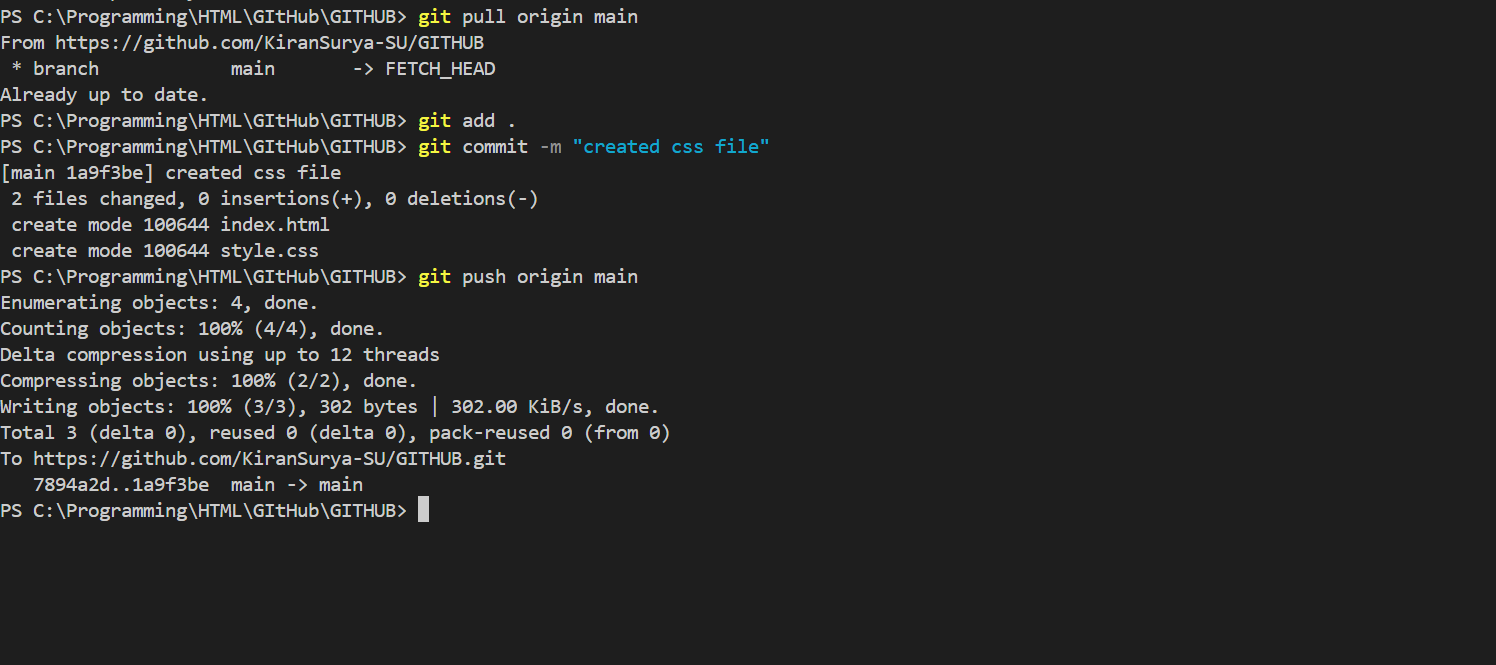 PS C:\Programming\HTML\GItHub\GITHUB> git pull origin main
From https://github.com/KiranSurya-SU/GITHUB
 * branch            main       -> FETCH_HEAD
Already up to date.
PS C:\Programming\HTML\GItHub\GITHUB> git add .
PS C:\Programming\HTML\GItHub\GITHUB> git commit -m "created css file"
[main 1a9f3be] created css file
 2 files changed, 0 insertions(+), 0 deletions(-)
 create mode 100644 index.html
 create mode 100644 style.css
PS C:\Programming\HTML\GItHub\GITHUB> git push origin main
Enumerating objects: 4, done.
Counting objects: 100% (4/4), done.
Delta compression using up to 12 threads
Compressing objects: 100% (2/2), done.
Writing objects: 100% (3/3), 302 bytes | 302.00 KiB/s, done.
Total 3 (delta 0), reused 0 (delta 0), pack-reused 0 (from 0)
To https://github.com/KiranSurya-SU/GITHUB.git
   7894a2d..1a9f3be  main -> main
PS C:\Programming\HTML\GItHub\GITHUB>